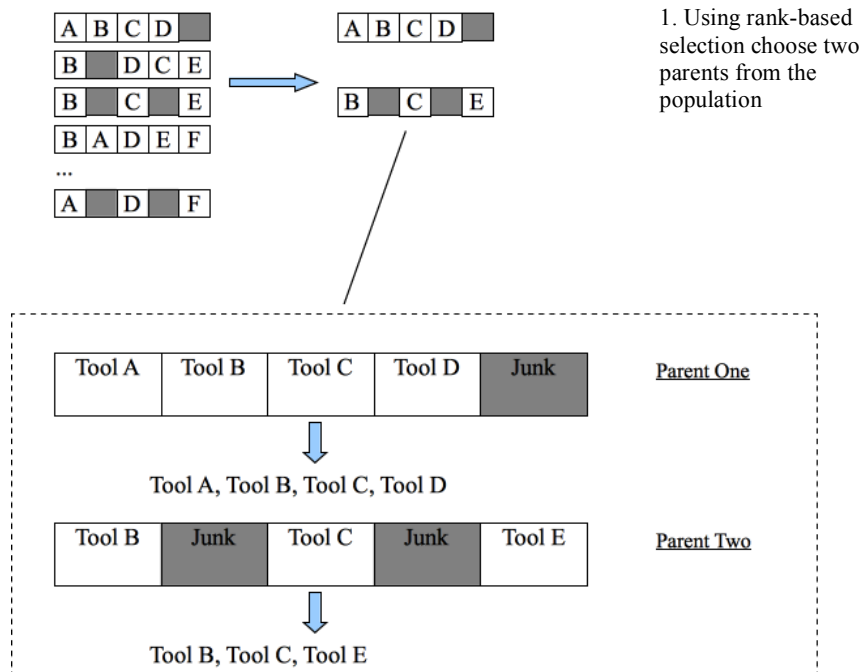 A B C D
B D C E
B C E
B A D E F
...
A D F
A B C D
B C E
1. Using rank-based
selection choose two
parents from the
population
Tool A Tool B Tool C Tool D Junk
Parent One
Tool A, Tool B, Tool C, Tool D
Tool B Junk Tool C Junk Tool E
Parent Two
Tool B, Tool C, Tool E